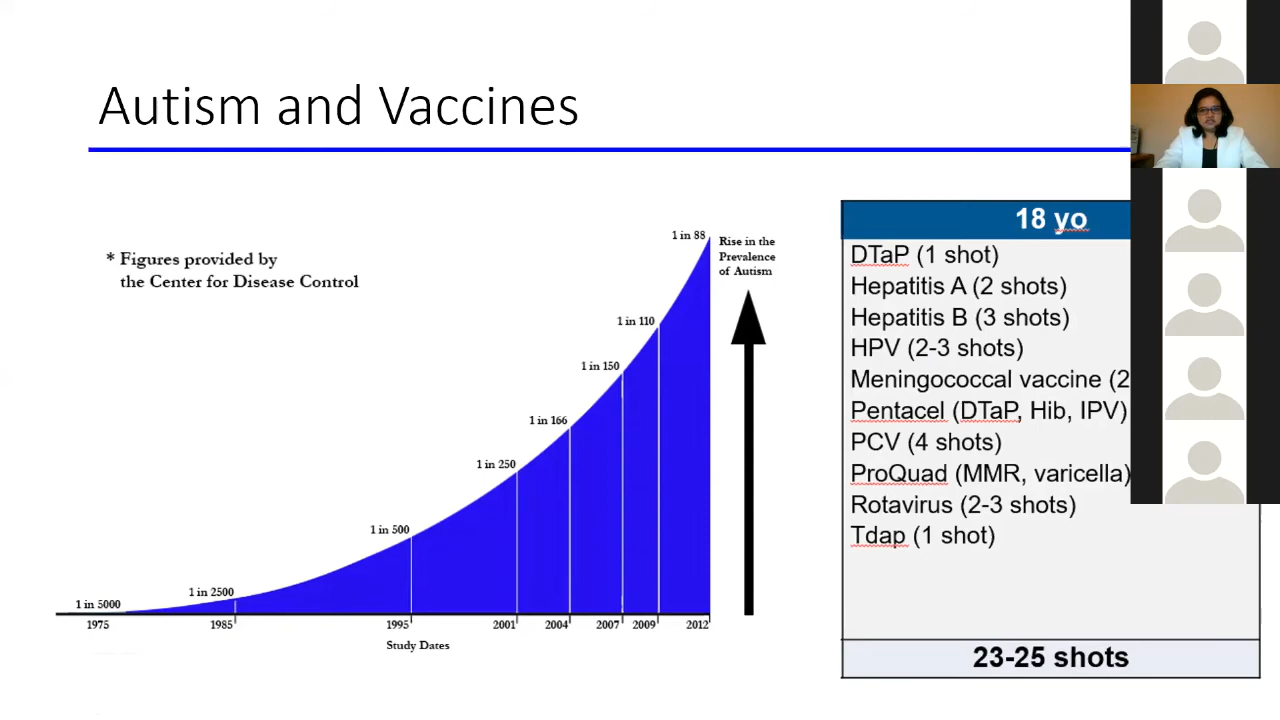 Autism and Vaccines
* Figures provided by
the Center for Disease Control
1 in 88
Rise in the
Prevalence
of Autism
1 in 110
1 in 150
1 in 166
1 in 250
1 in 500
1 in 2500
1 in 5000
1975
1985
1995
2001
2004
2007
2009
2012
Study Dates
18 yo
DTaP (1 shot)
Hepatitis A (2 shots)
Hepatitis B (3 shots)
HPV (2-3 shots)
Meningococcal vaccine (2
Pentacel (DTaP, Hib, IPV)
PCV (4 shots)
ProQuad (MMR, varicella)
Rotavirus (2-3 shots)
Tdap (1 shot)
23-25 shots